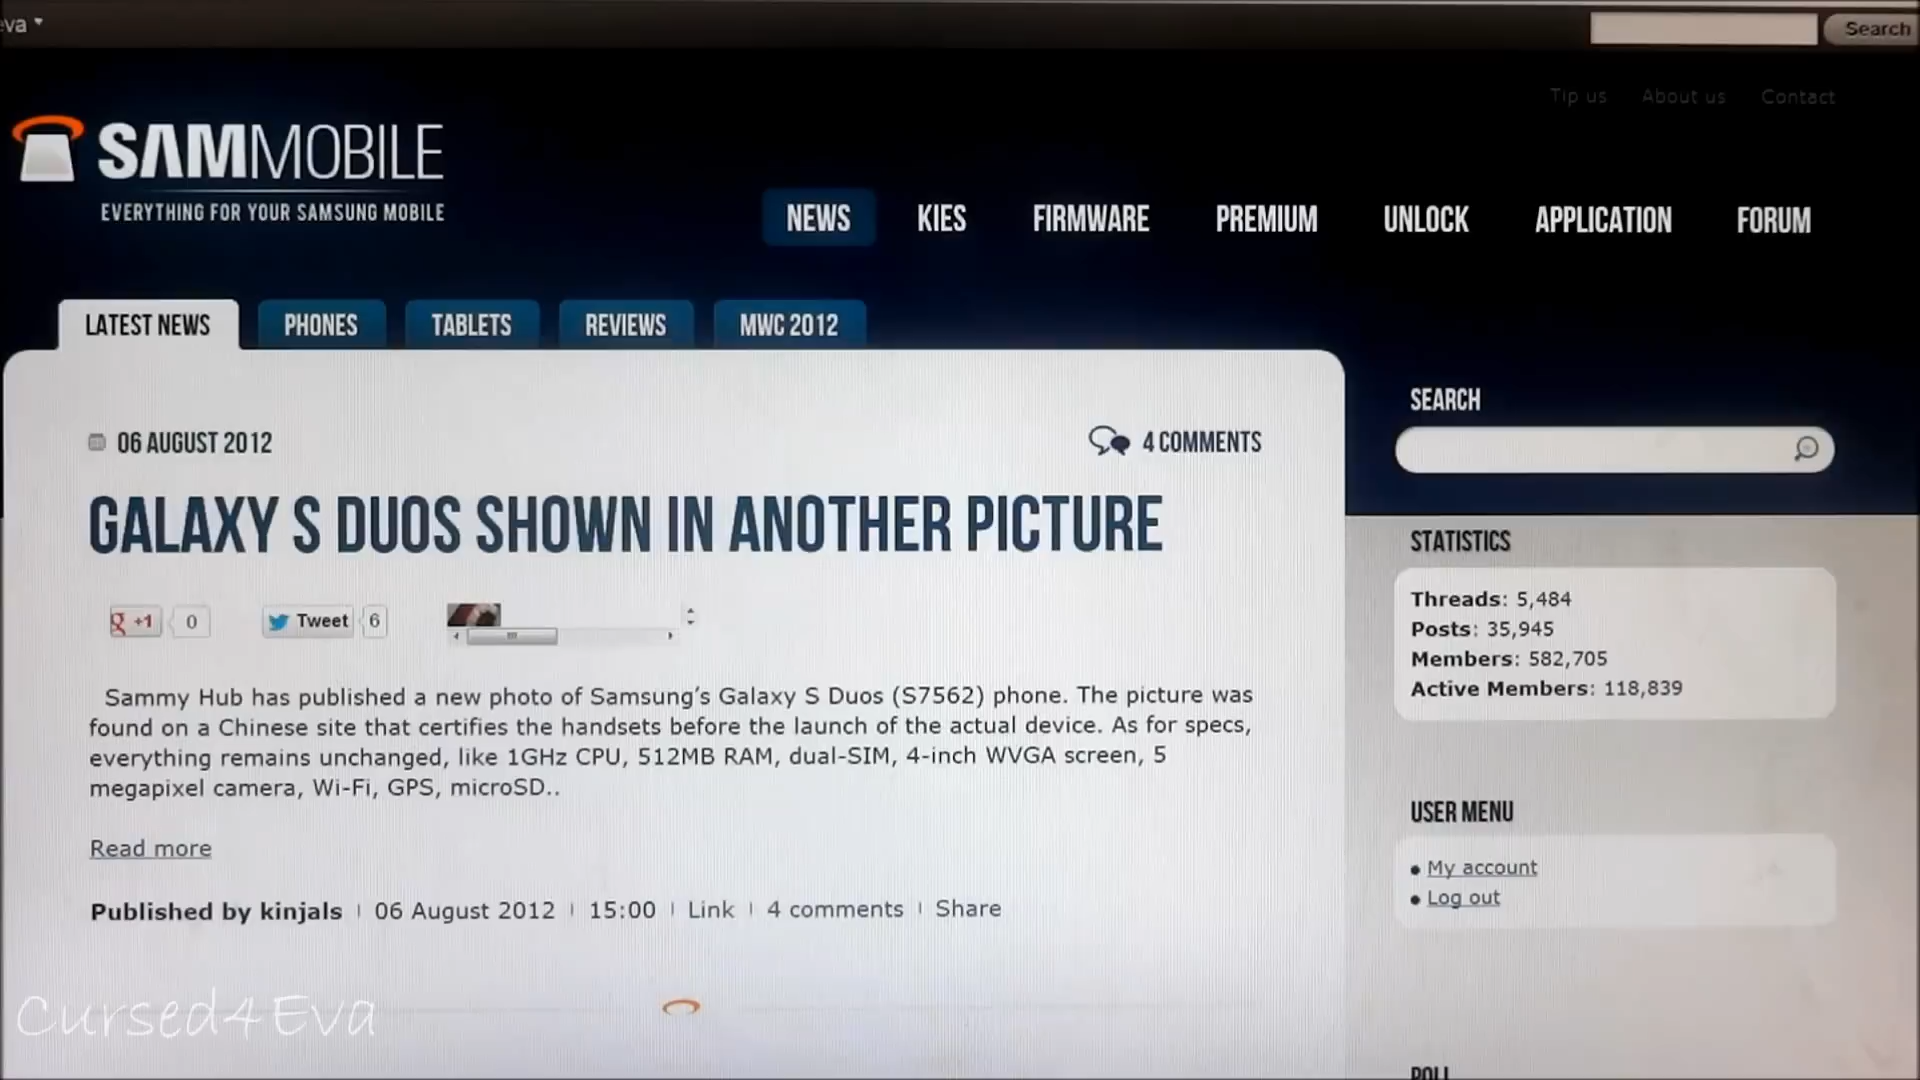 eva
Search
Tip us About us Contact
SAMMOBILE
EVERYTHING FOR YOUR SAMSUNG MOBILE
NEWS KIES FIRMWARE PREMIUM UNLOCK APPLICATION FORUM
LATEST NEWS PHONES TABLETS REVIEWS MWC 2012
06 AUGUST 2012
4 COMMENTS
GALAXY S DUOS SHOWN IN ANOTHER PICTURE
g +1 0 Tweet 6
Sammy Hub has published a new photo of Samsung's Galaxy S Duos (S7562) phone. The picture was
found on a Chinese site that certifies the handsets before the launch of the actual device. As for specs,
everything remains unchanged, like 1GHz CPU, 512MB RAM, dual-SIM, 4-inch WVGA screen, 5
megapixel camera, Wi-Fi, GPS, microSD..
Read more
Published by kinjals | 06 August 2012 | 15:00 | Link | 4 comments | Share
SEARCH
STATISTICS
Threads: 5,484
Posts: 35,945
Members: 582,705
Active Members: 118,839
USER MENU
My account
Log out
POLL
Cursed4Eva